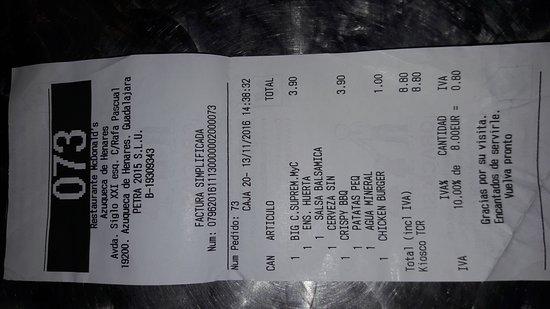 073
Restaurante McDonald's
Azuqueca de Henares
Avda. Siglo XXI esq. C/Rafa Pascual
19200. Azuqueca de Henares. Guadalajara
PETRA 2015 S.L.U.
B-19309343
FACTURA SIMPLIFICADA
Num: 0796201611130000002000073
Num Pedido: 73
CAJA 20- 13/11/2016 14:38:32
CAN ARTICULO TOTAL
1 BIG C.SUPREM.MyC 3.90
1 ENS. HUERTA
1 SALSA BALSAMICA
1 CERVEZA SIN
1 CRISPY BBQ 3.90
1 PATATAS PEQ
1 AGUA MINERAL
1 CHICKEN BURGER 1.00
Total (incl IVA) 8.80
Kiosco TCR 8.80
IVA% CANTIDAD IVA
IVA 10.00% de 8.00EUR = 0.80
Gracias por su visita.
Encantados de servirle.
Vuelva pronto